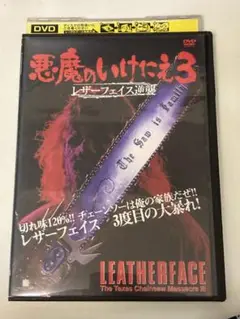 DVD
DVD
悪魔のいけにえ3
レザーフェイス逆襲
The Saw is Family
切れ味120%!! チェーンソーは俺の家族だぜ!!
レザーフェイス 3度目の大暴れ!
LEATHERFACE
The Texas Chainsaw Massacre III